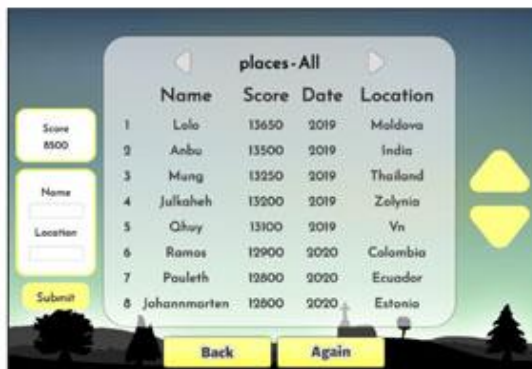 places - All
Name Score Date Location
1 Lolo 13650 2019 Moldova
2 Anbu 13500 2019 India
3 Mung 13250 2019 Thailand
4 Julkaheh 13200 2019 Zolynia
5 Qhuy 13100 2019 Vn
6 Ramos 12900 2020 Colombia
7 Pauleth 12800 2020 Ecuador
8 Johannmarten 12800 2020 Estonia
Score
8500
Name
Location
Submit
Back Again